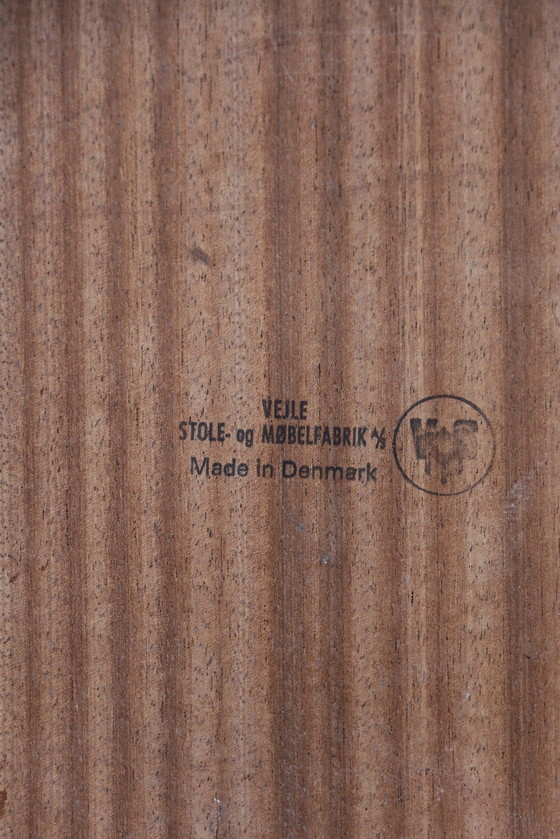 VEJLE
STOLE- og MØBELFABRIK A/S
Made in Denmark